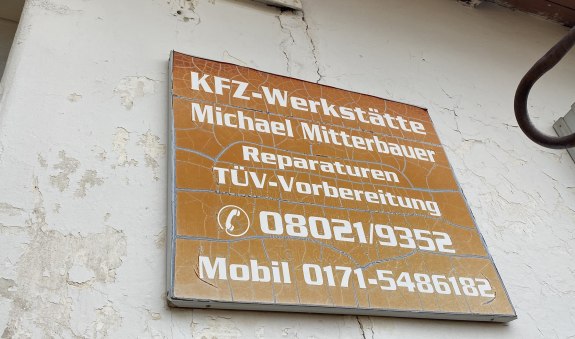 KFZ-Werkstätte
Michael Mitterbauer
Reparaturen
TÜV-Vorbereitung
08021/9352
Mobil 0171-5486182